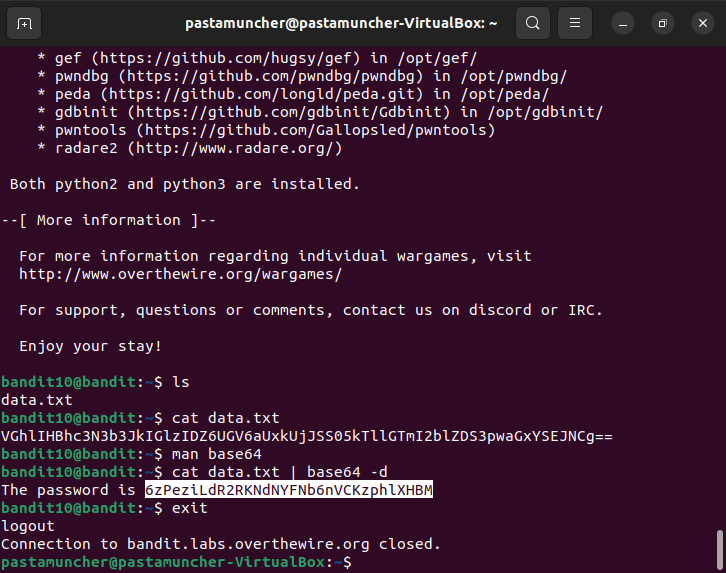 pastamuncher@pastamuncher-VirtualBox: ~
* gef (https://github.com/hugsy/gef) in /opt/gef/
* pwndbg (https://github.com/pwndbg/pwndbg) in /opt/pwndbg/
* peda (https://github.com/longld/peda.git) in /opt/peda/
* gdbinit (https://github.com/gdbinit/Gdbinit) in /opt/gdbinit/
* pwntools (https://github.com/Gallopsled/pwntools)
* radare2 (http://www.radare.org/)
Both python2 and python3 are installed.
--[ More information ]--
For more information regarding individual wargames, visit
http://www.overthewire.org/wargames/
For support, questions or comments, contact us on discord or IRC.
Enjoy your stay!
bandit10@bandit:~$ ls
data.txt
bandit10@bandit:~$ cat data.txt
VGhlIHBhc3N3b3JkIGlzIDZ6UGV6aUxkUjJSS05kTllGTmI2blZDS3pwaGxYSEJNCg==
bandit10@bandit:~$ man base64
bandit10@bandit:~$ cat data.txt | base64 -d
The password is 6zPeziLdR2RKNdNYFNb6nVCKzphlXHBM
bandit10@bandit:~$ exit
logout
Connection to bandit.labs.overthewire.org closed.
pastamuncher@pastamuncher-VirtualBox:~$